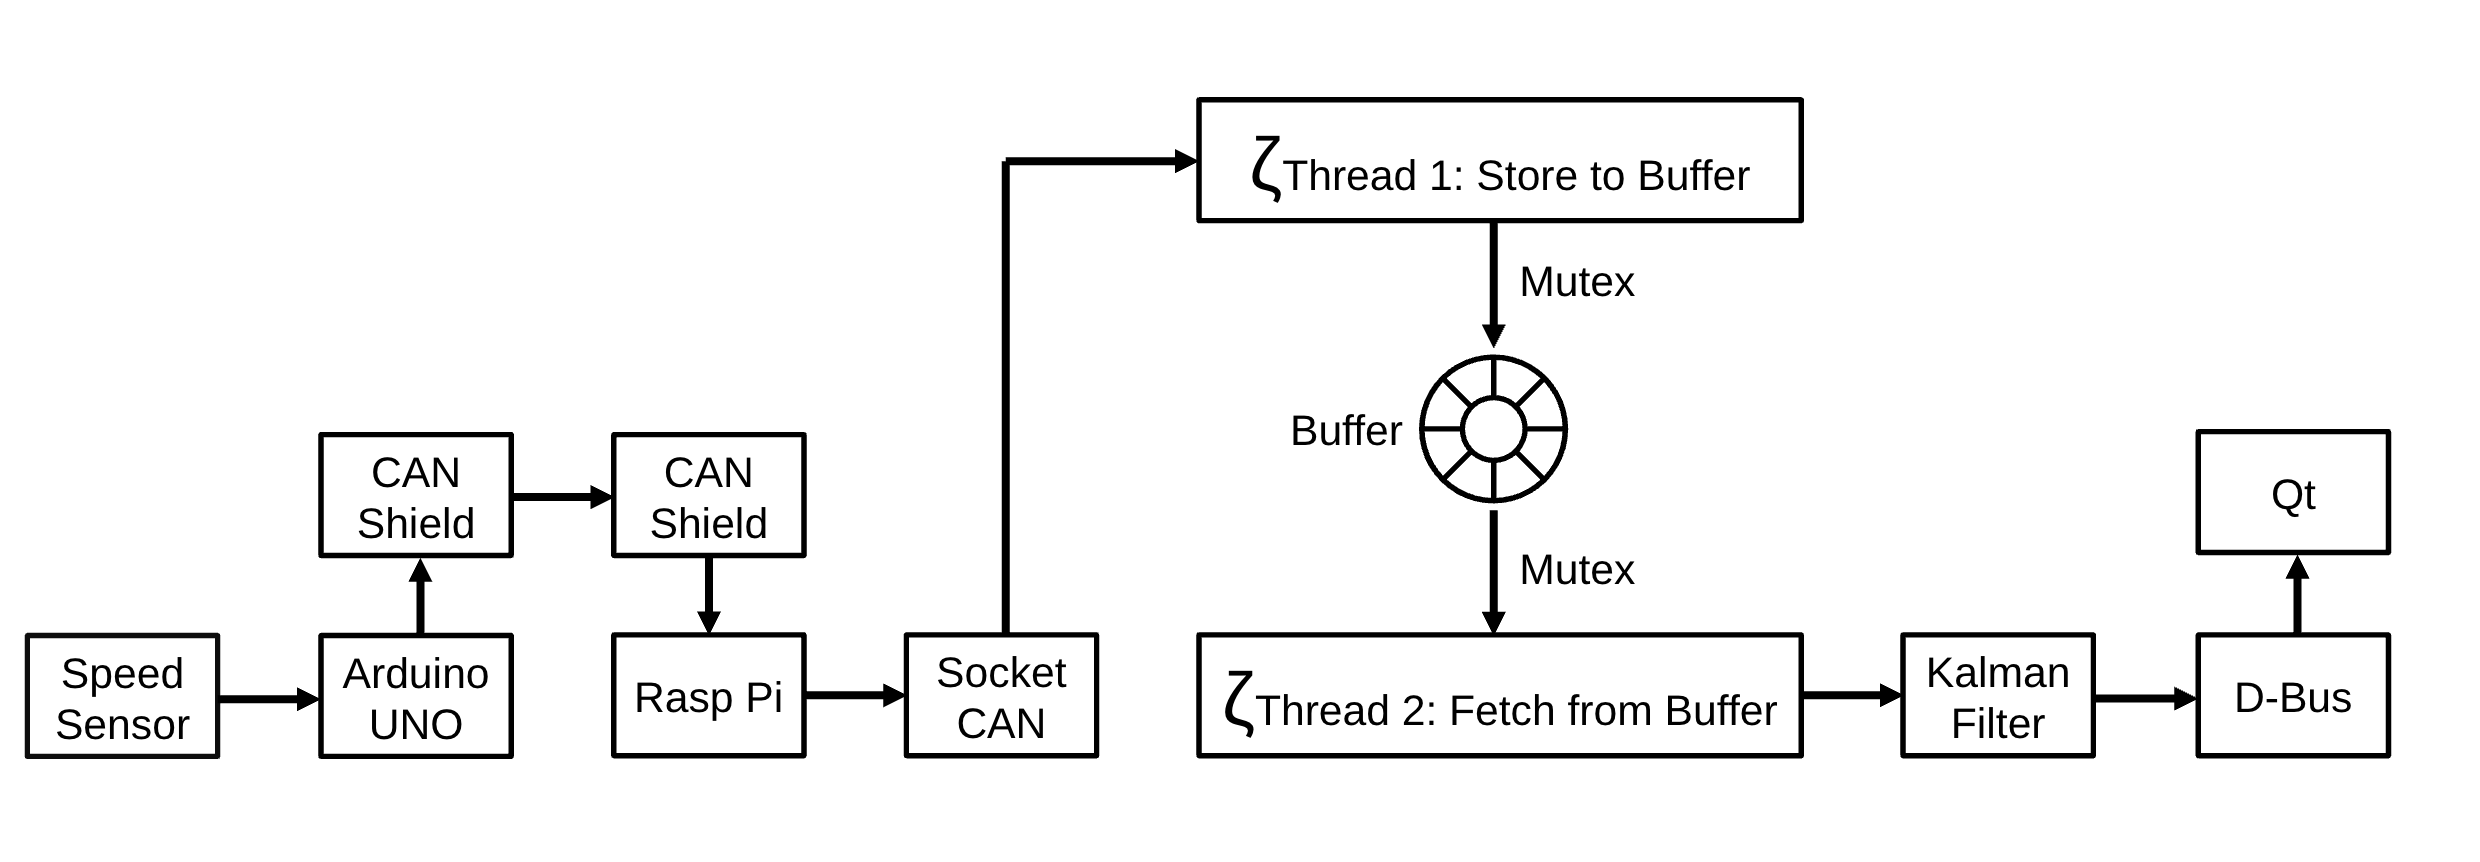 ζThread 1: Store to Buffer
Mutex
Buffer
Mutex
CAN
Shield
CAN
Shield
Qt
Speed
Sensor
Arduino
UNO
Rasp Pi
Socket
CAN
ζThread 2: Fetch from Buffer
Kalman
Filter
D-Bus